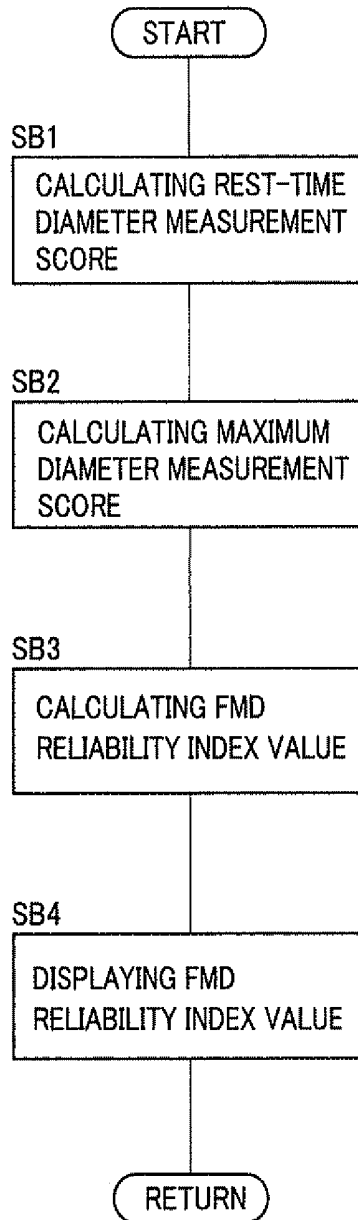 START
SB1
CALCULATING REST-TIME
DIAMETER MEASUREMENT
SCORE
SB2
CALCULATING MAXIMUM
DIAMETER MEASUREMENT
SCORE
SB3
CALCULATING FMD
RELIABILITY INDEX VALUE
SB4
DISPLAYING FMD
RELIABILITY INDEX VALUE
RETURN